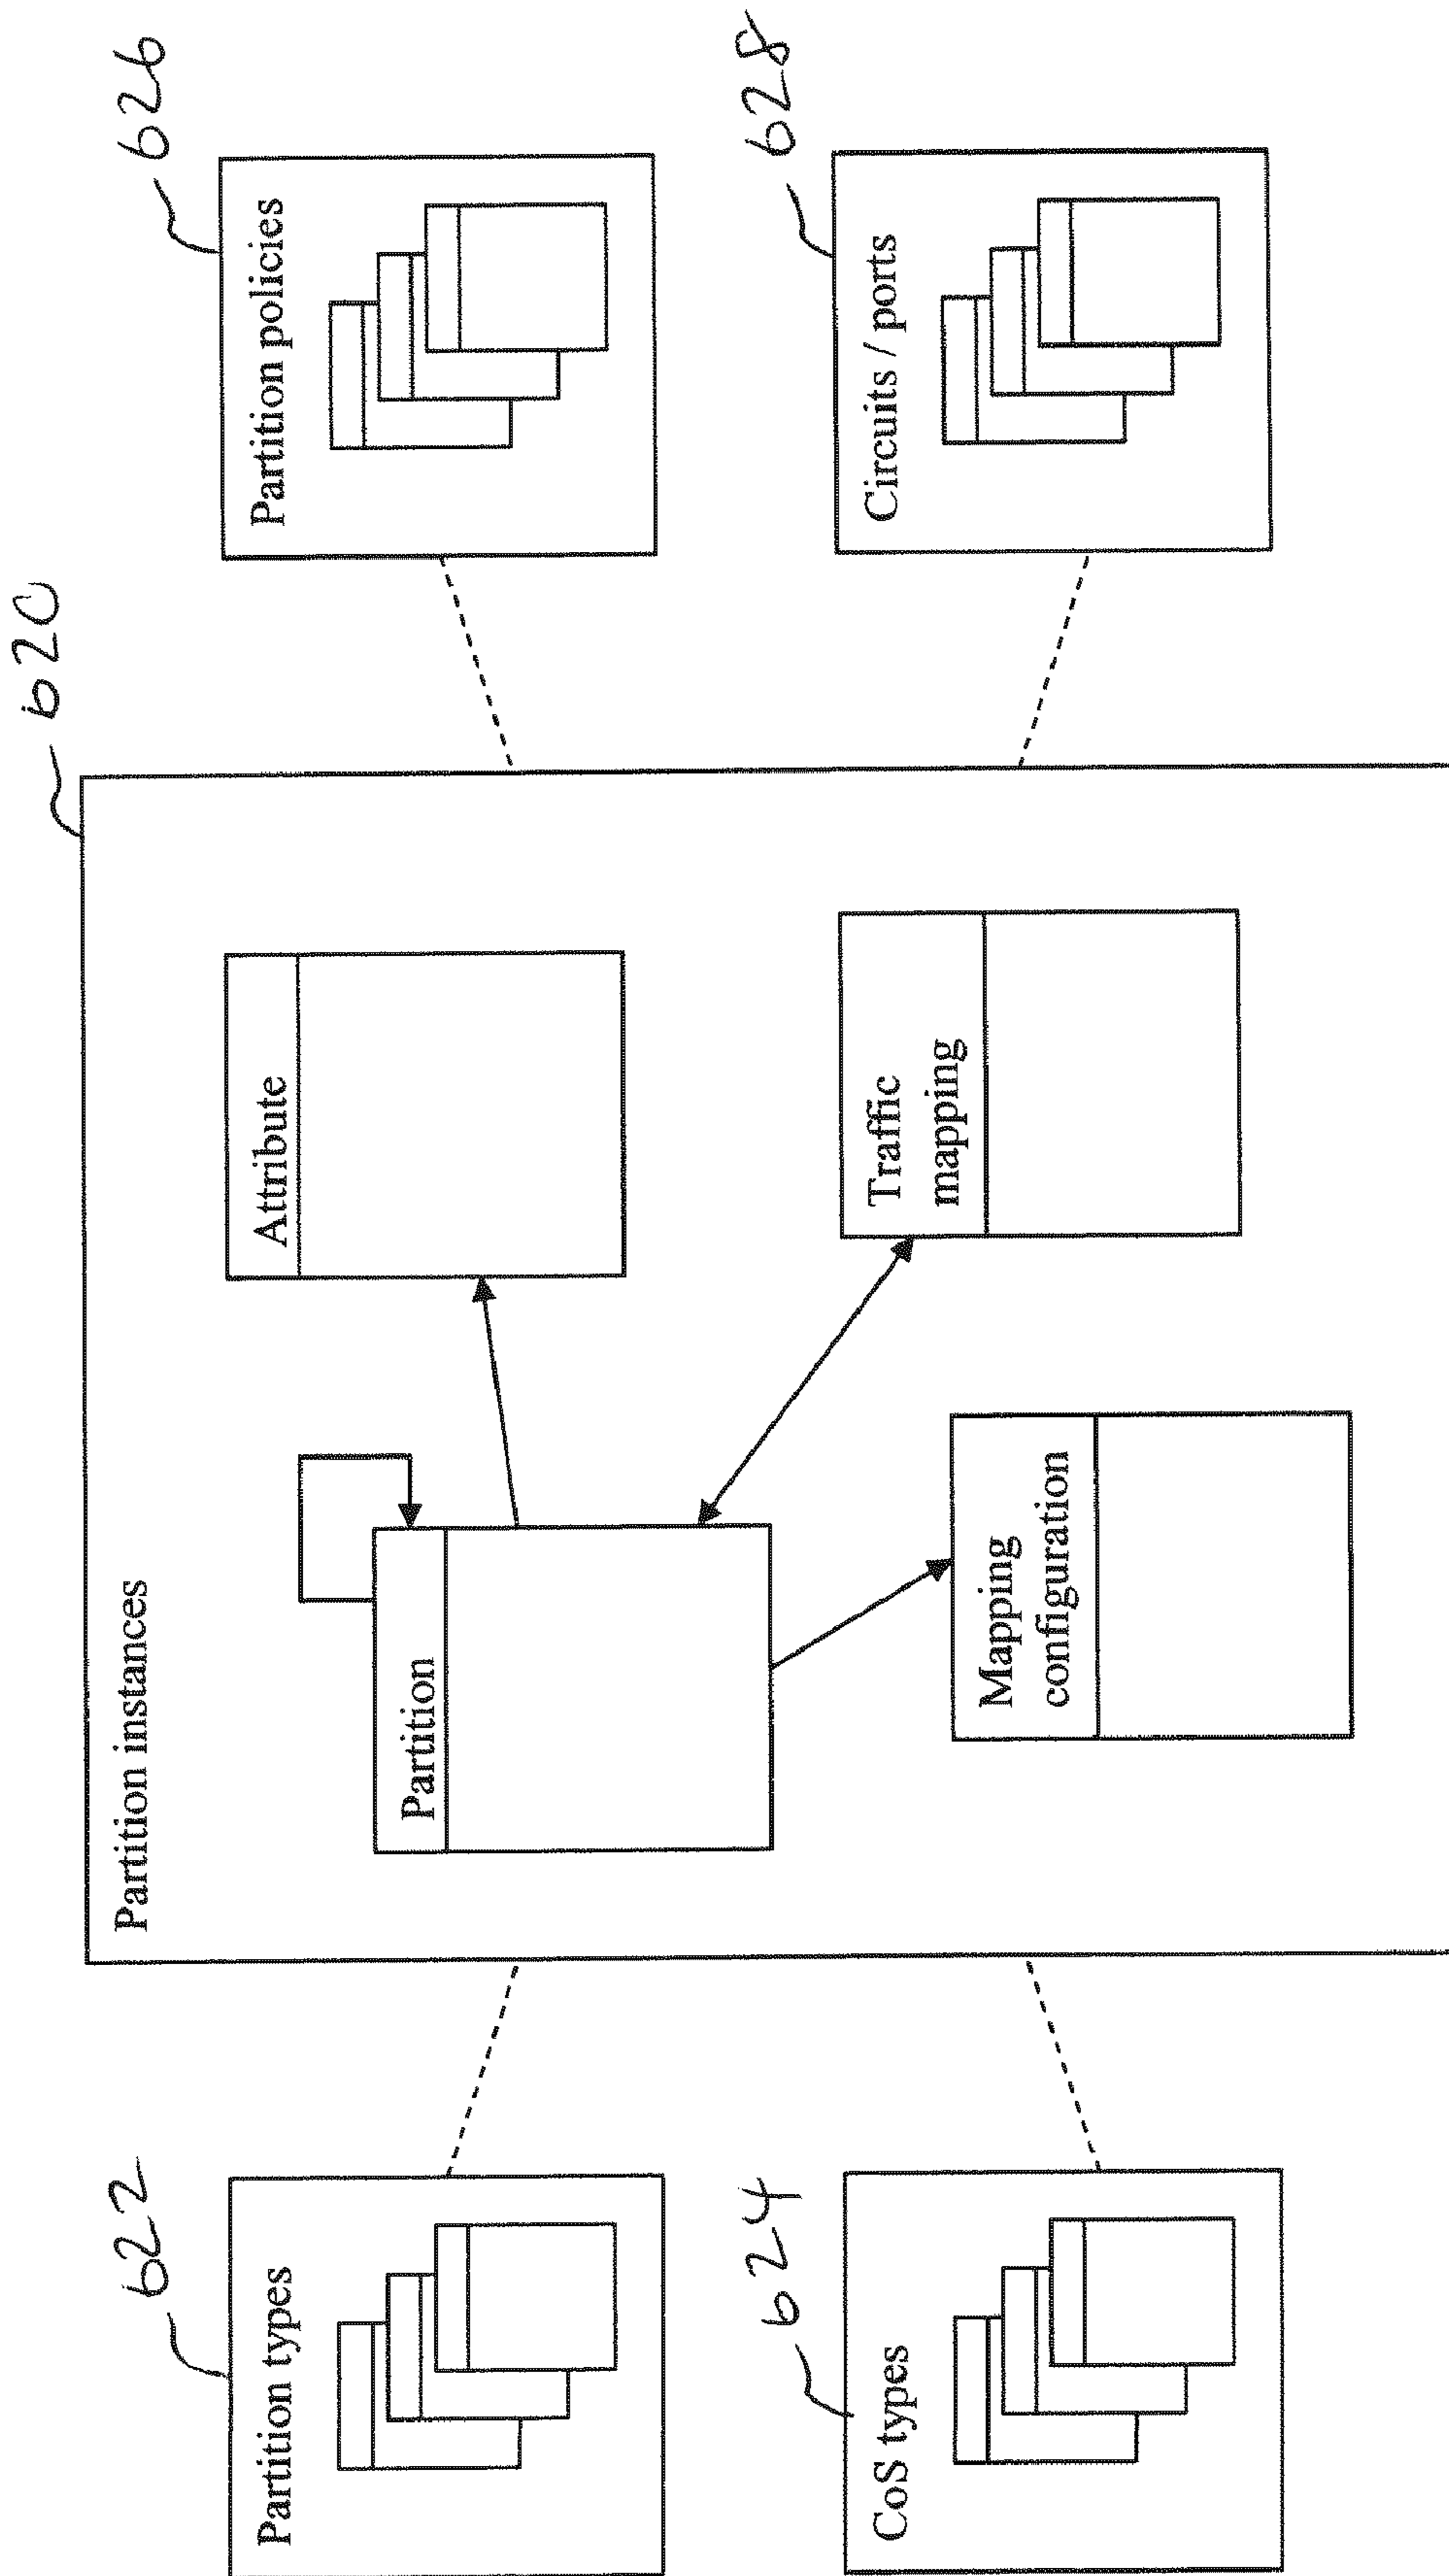 620
622
Partition types
624
CoS types
Partition instances
Partition
Attribute
Mapping
configuration
Traffic
mapping
626
Partition policies
628
Circuits / ports